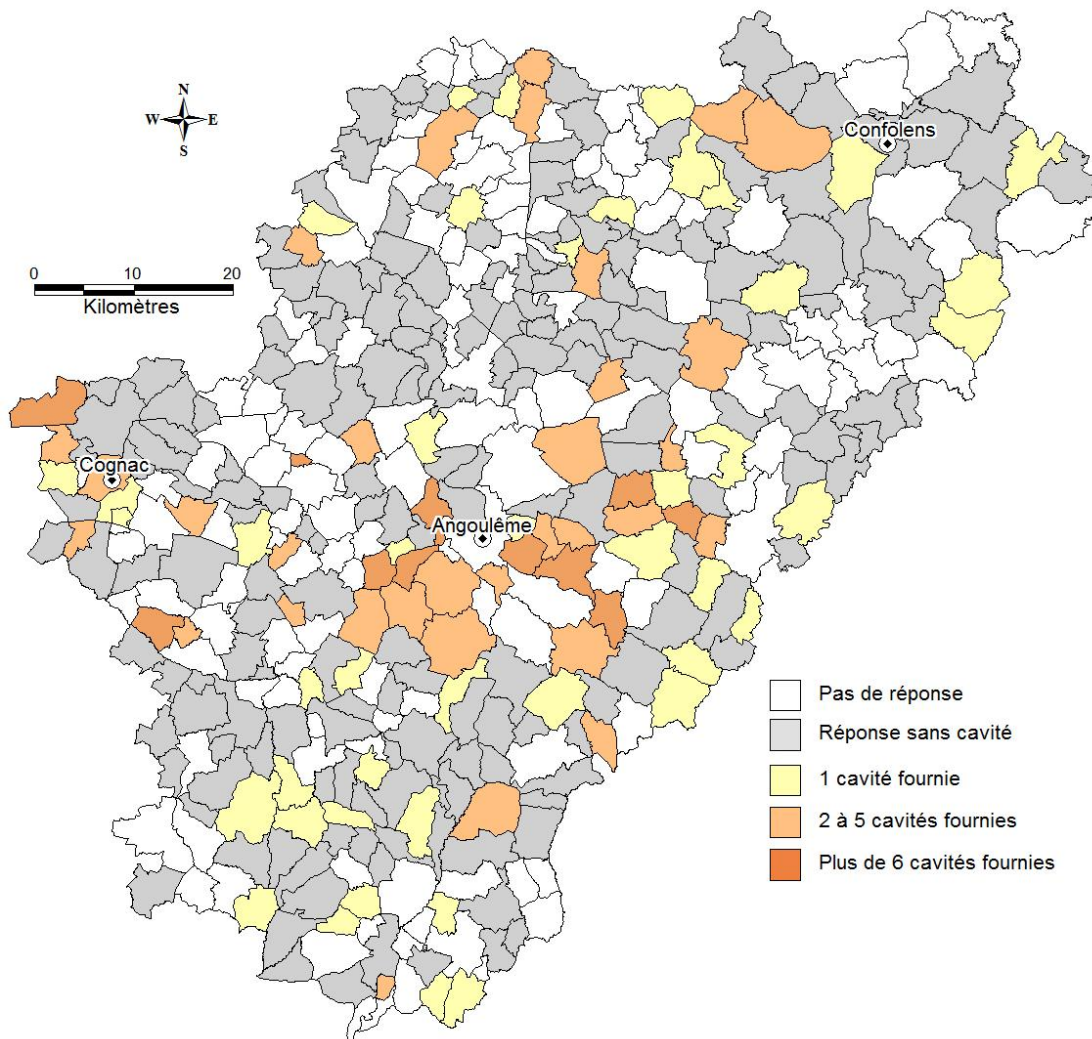 N
W E
S
Confolens
0 10 20
Kilomètres
Cognac
Angoulême
Pas de réponse
Réponse sans cavité
1 cavité fournie
2 à 5 cavités fournies
Plus de 6 cavités fournies